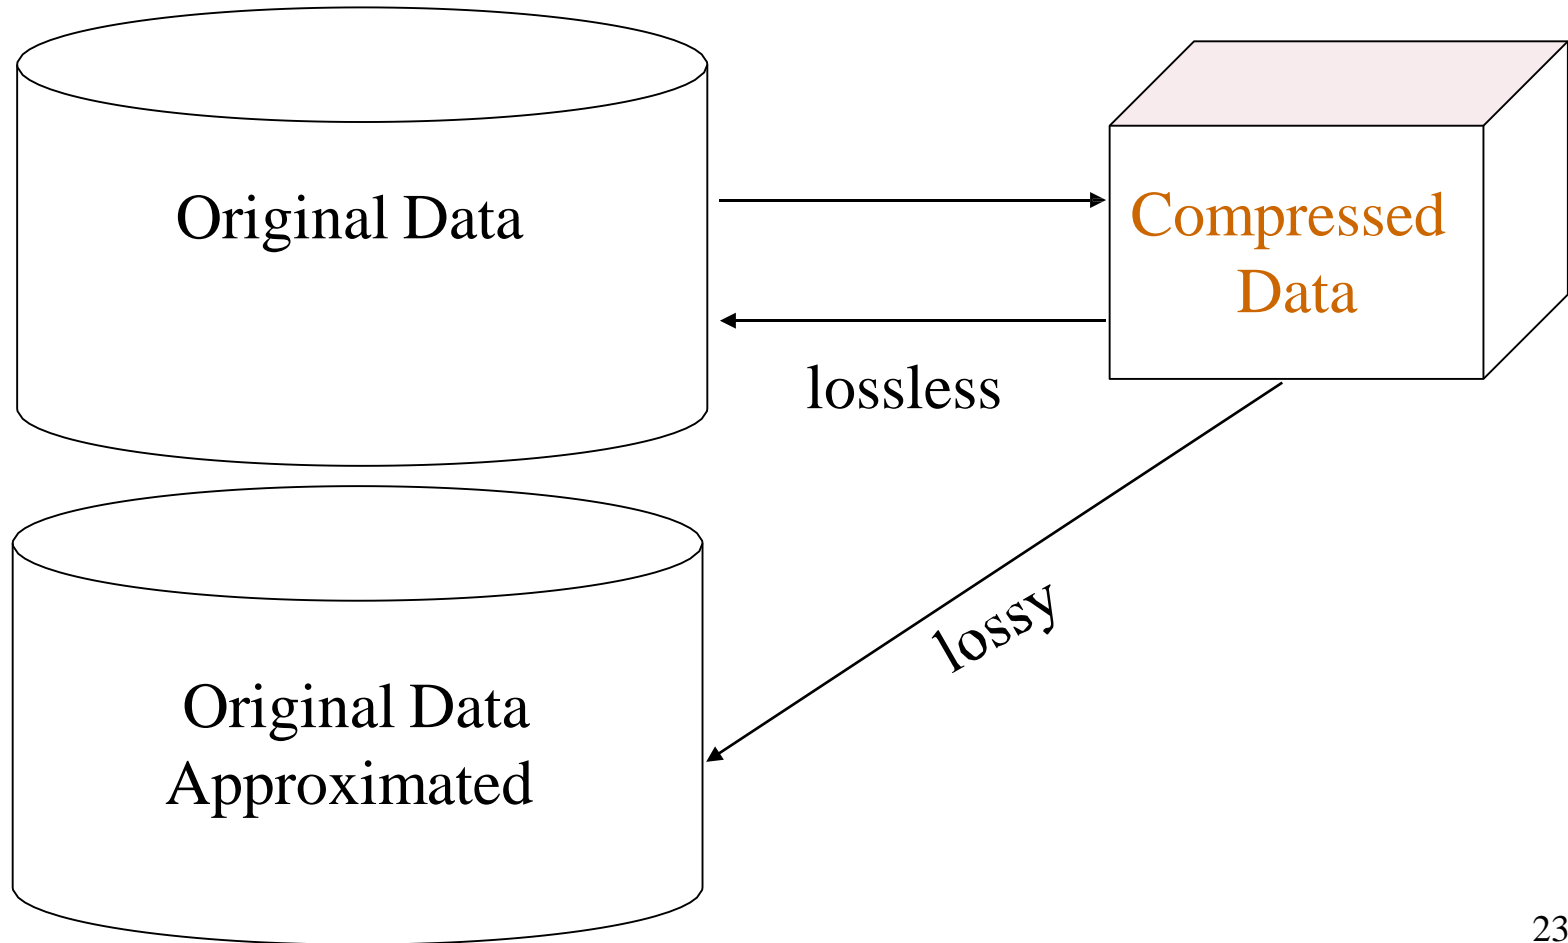 Original Data
Compressed
Data
lossless
lossy
Original Data
Approximated
23